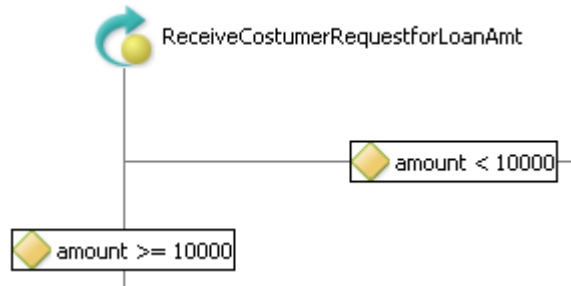 ReceiveCostumerRequestforLoanAmt
amount < 10000
amount >= 10000